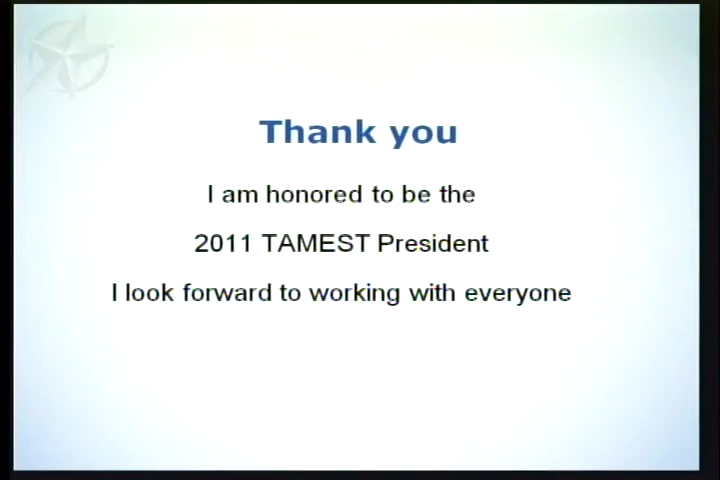 Thank you
I am honored to be the
2011 TAMEST President
I look forward to working with everyone